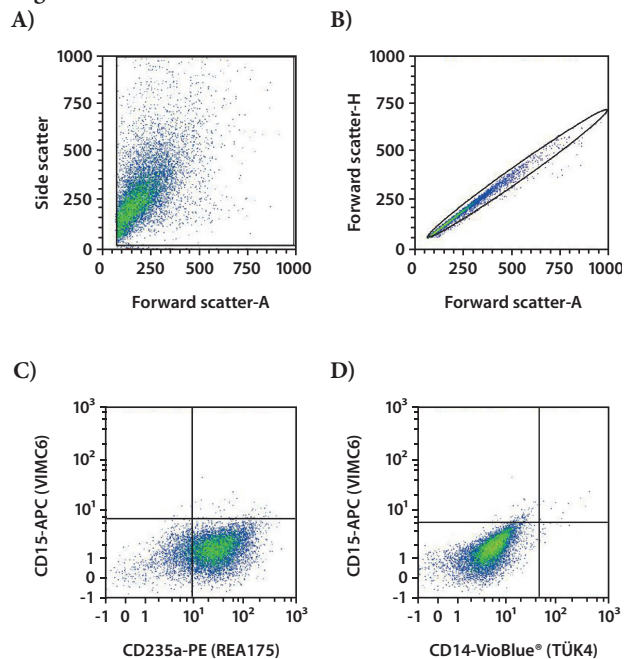 A)
B)
1000
750
500
250
0
Side scatter
0 250 500 750 1000
Forward scatter-A
1000
750
500
250
0
Forward scatter-H
0 250 500 750 1000
Forward scatter-A
C)
D)
10³
10²
10¹
1
0
-1
CD15-APC (VIMC6)
-1 0 1 10¹ 10² 10³
CD235a-PE (REA175)
10³
10²
10¹
1
0
-1
CD15-APC (VIMC6)
-1 0 1 10¹ 10² 10³
CD14-VioBlue® (TÜK4)